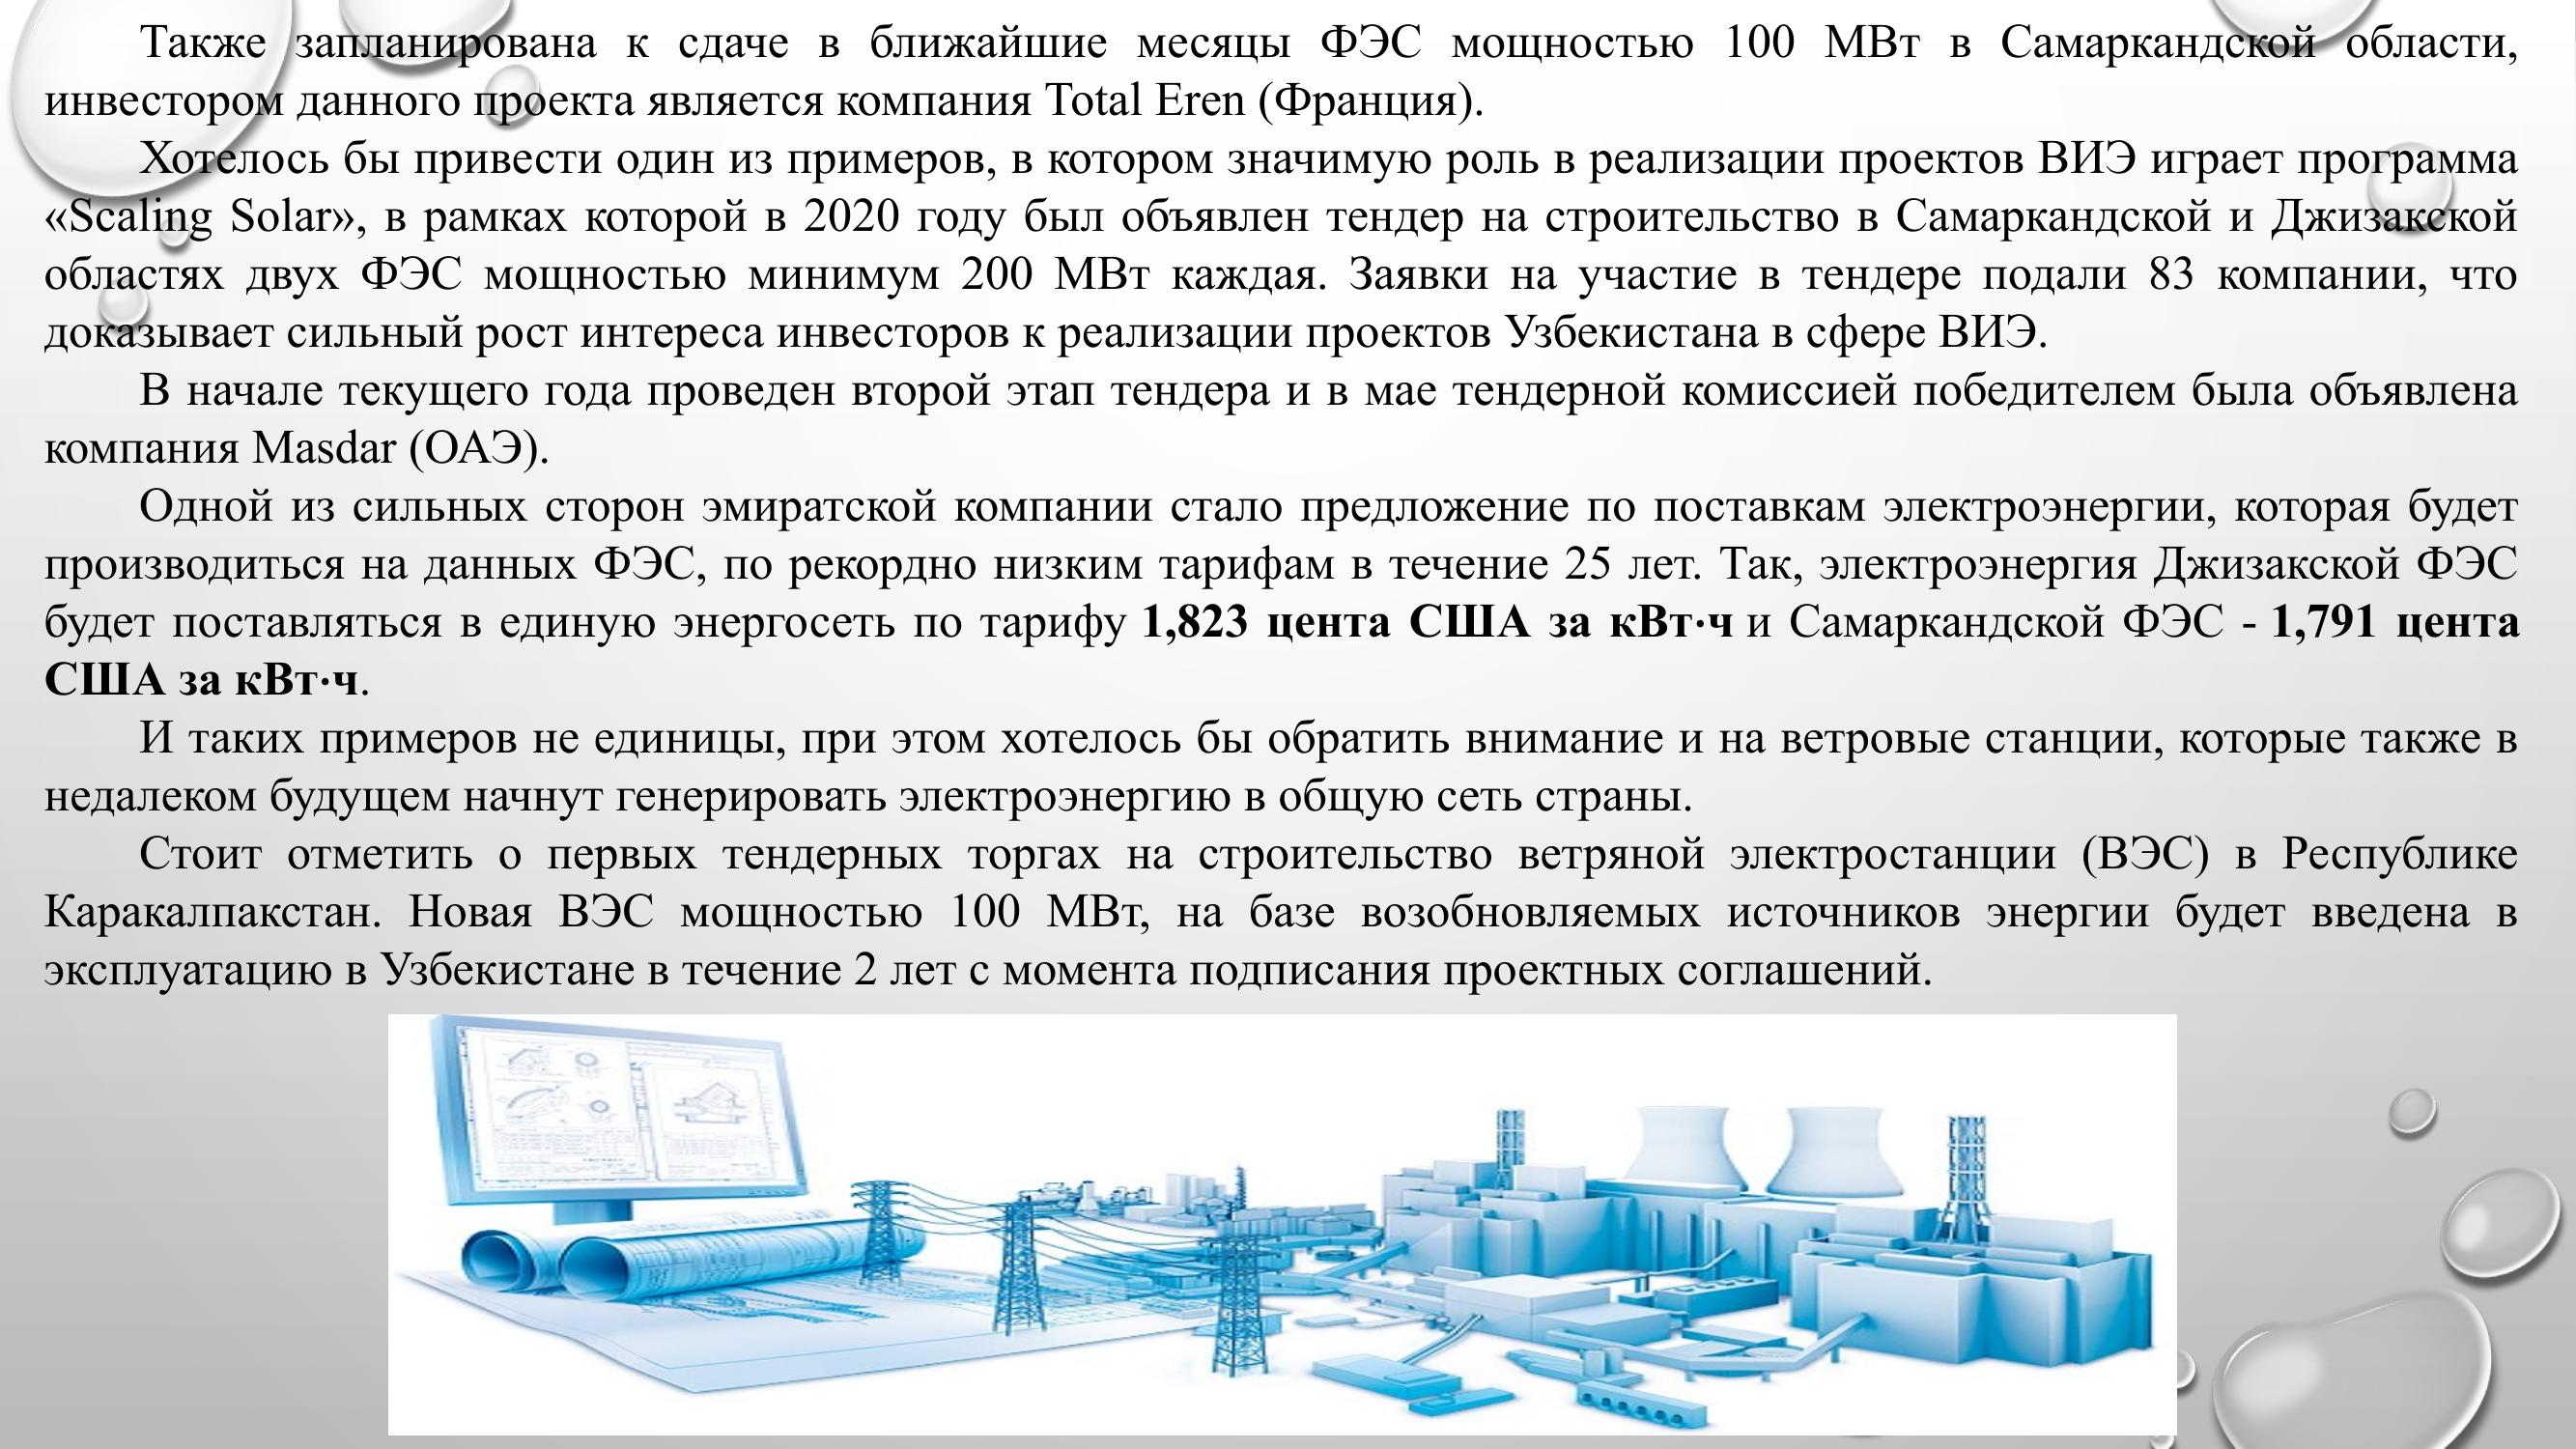 Также запланирована к сдаче в ближайшие месяцы ФЭС мощностью 100 МВт в Самаркандской области,
инвестором данного проекта является компания Total Eren (Франция).
Хотелось бы привести один из примеров, в котором значимую роль в реализации проектов ВИЭ играет программа
«Scaling Solar», в рамках которой в 2020 году был объявлен тендер на строительство в Самаркандской и Джизакской
областях двух ФЭС мощностью минимум 200 МВт каждая. Заявки на участие в тендере подали 83 компании, что
доказывает сильный рост интереса инвесторов к реализации проектов Узбекистана в сфере ВИЭ.
В начале текущего года проведен второй этап тендера и в мае тендерной комиссией победителем была объявлена
компания Masdar (ОАЭ).
Одной из сильных сторон эмиратской компании стало предложение по поставкам электроэнергии, которая будет
производиться на данных ФЭС, по рекордно низким тарифам в течение 25 лет. Так, электроэнергия Джизакской ФЭС
будет поставляться в единую энергосеть по тарифу 1,823 цента США за кВт·ч и Самаркандской ФЭС - 1,791 цента
США за кВт·ч.
И таких примеров не единицы, при этом хотелось бы обратить внимание и на ветровые станции, которые также в
недалеком будущем начнут генерировать электроэнергию в общую сеть страны.
Стоит отметить о первых тендерных торгах на строительство ветряной электростанции (ВЭС) в Республике
Каракалпакстан. Новая ВЭС мощностью 100 МВт, на базе возобновляемых источников энергии будет введена в
эксплуатацию в Узбекистане в течение 2 лет с момента подписания проектных соглашений.